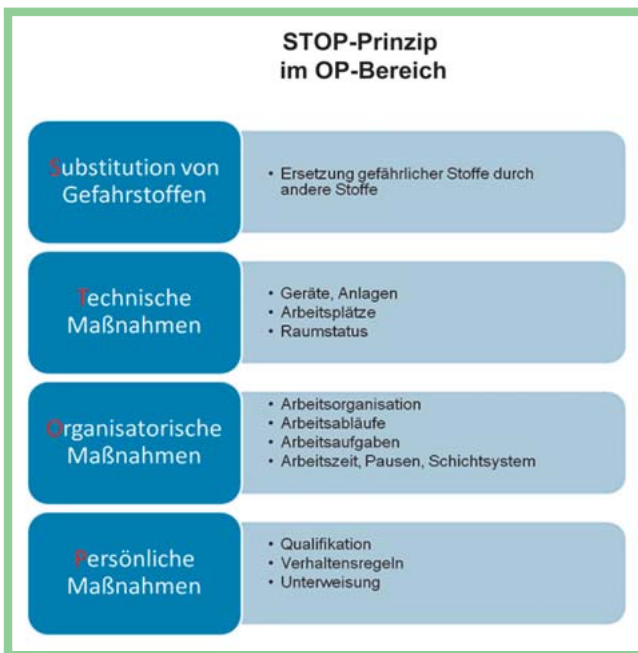 STOP-Prinzip
im OP-Bereich
Substitution von
Gefahrstoffen
• Ersetzung gefährlicher Stoffe durch
andere Stoffe
Technische
Maßnahmen
• Geräte, Anlagen
• Arbeitsplätze
• Raumstatus
Organisatorische
Maßnahmen
• Arbeitsorganisation
• Arbeitsabläufe
• Arbeitsaufgaben
• Arbeitszeit, Pausen, Schichtsystem
Persönliche
Maßnahmen
• Qualifikation
• Verhaltensregeln
• Unterweisung